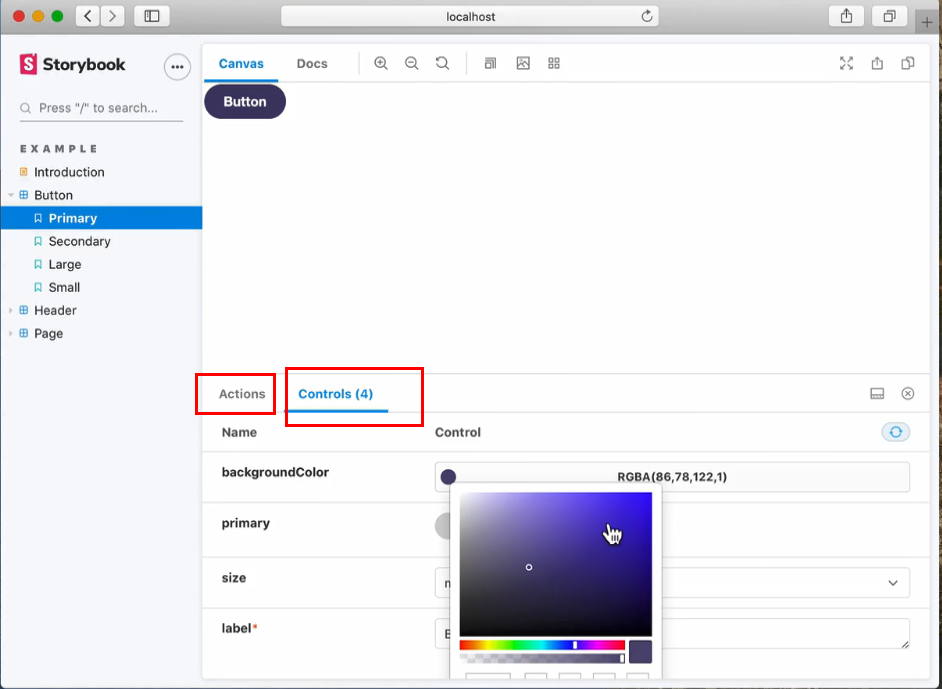 localhost
Storybook
Press "/" to search...
EXAMPLE
Introduction
Button
Primary
Secondary
Large
Small
Header
Page
Canvas Docs
Button
Actions Controls (4)
Name Control
backgroundColor RGBA(86,78,122,1)
primary
size
label*